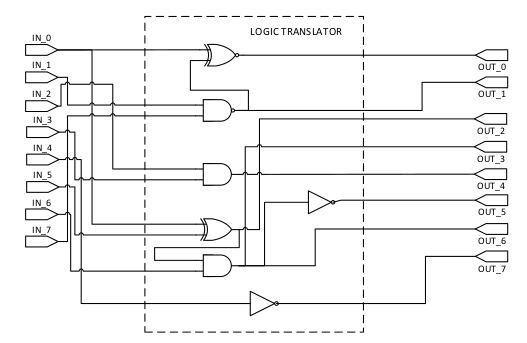 LOGIC TRANSLATOR
IN_0
IN_1
IN_2
IN_3
IN_4
IN_5
IN_6
IN_7
OUT_0
OUT_1
OUT_2
OUT_3
OUT_4
OUT_5
OUT_6
OUT_7